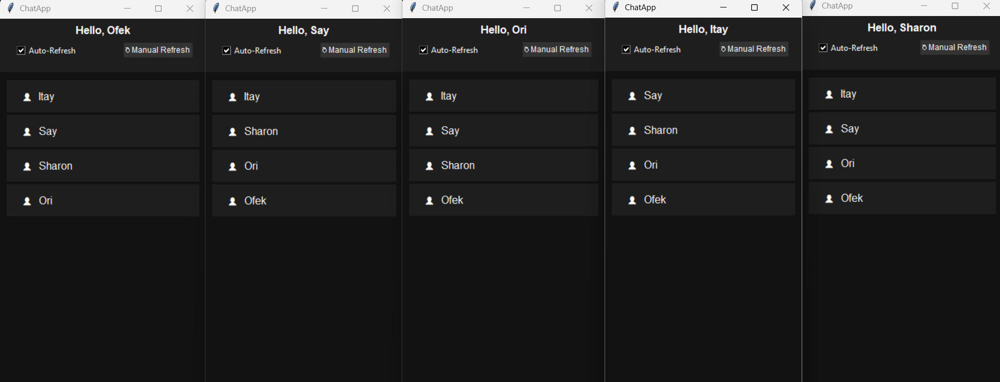 ChatApp
Hello, Ofek
Auto-Refresh
Manual Refresh
Itay
Say
Sharon
Ori
ChatApp
Hello, Say
Auto-Refresh
Manual Refresh
Itay
Sharon
Ori
Ofek
ChatApp
Hello, Ori
Auto-Refresh
Manual Refresh
Itay
Say
Sharon
Ofek
ChatApp
Hello, Itay
Auto-Refresh
Manual Refresh
Say
Sharon
Ori
Ofek
ChatApp
Hello, Sharon
Auto-Refresh
Manual Refresh
Itay
Say
Ori
Ofek